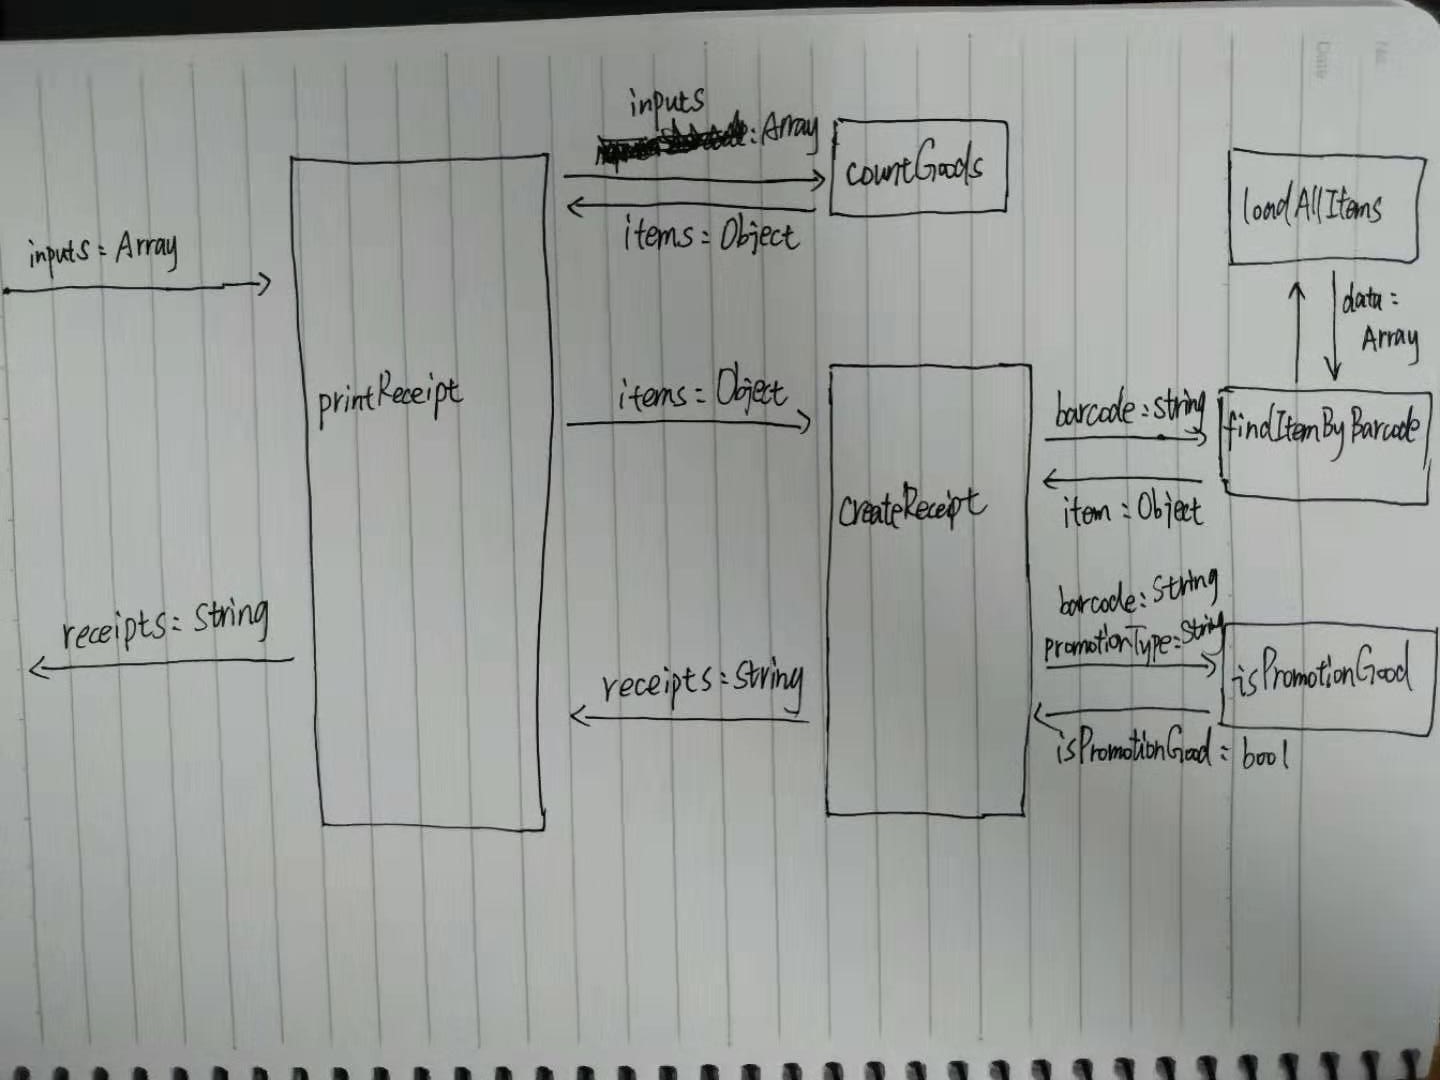 No.
Date
inputs
: Array
countGoods
loadAllItems
items: Object
inputs: Array
data:
Array
printReceipt
items: Object
barcode: string
findItemByBarcode
createReceipt
item: Object
barcode: String
promotionType: String
receipts: String
receipts: String
isPromotionGood
isPromotionGood: bool